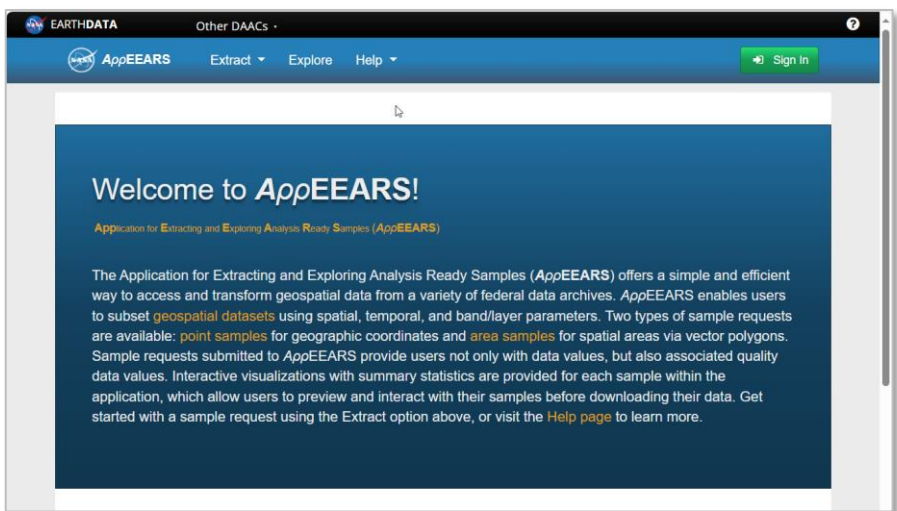 EARTHDATA Other DAACs
AppEEARS Extract Explore Help Sign In
Welcome to AppEEARS!
Application for Extracting and Exploring Analysis Ready Samples (AppEEARS)
The Application for Extracting and Exploring Analysis Ready Samples (AppEEARS) offers a simple and efficient
way to access and transform geospatial data from a variety of federal data archives. AppEEARS enables users
to subset geospatial datasets using spatial, temporal, and band/layer parameters. Two types of sample requests
are available: point samples for geographic coordinates and area samples for spatial areas via vector polygons.
Sample requests submitted to AppEEARS provide users not only with data values, but also associated quality
data values. Interactive visualizations with summary statistics are provided for each sample within the
application, which allow users to preview and interact with their samples before downloading their data. Get
started with a sample request using the Extract option above, or visit the Help page to learn more.